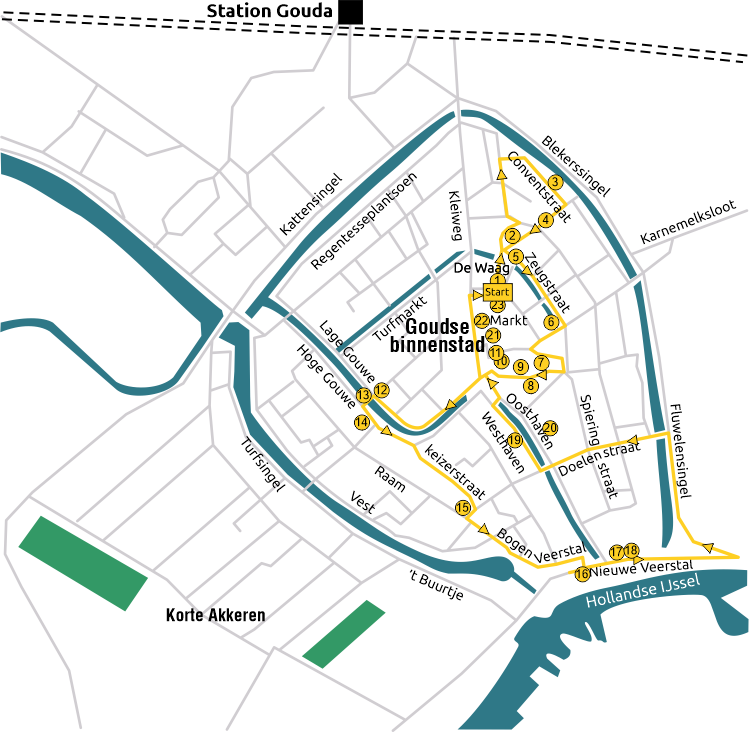 Station Gouda
Blekerssingel
Conventstraat
3
Kattensingel
Regentesseplantsoen
Kleiweg
4
2
Karnemelksloot
5
De Waag
Zeugstraat
1
Start
23
Turfmarkt
22
Markt
6
Goudse
binnenstad
21
Lage Gouwe
Hoge Gouwe
11
10
9
7
8
12
13
14
Oosthaven
Westhaven
20
19
Spiering
straat
Doelenstraat
Fluwelensingel
keizerstraat
Turfsingel
Raam
Vest
15
Bogen
Veerstal
17
18
16
Nieuwe Veerstal
't Buurtje
Hollandse IJssel
Korte Akkeren